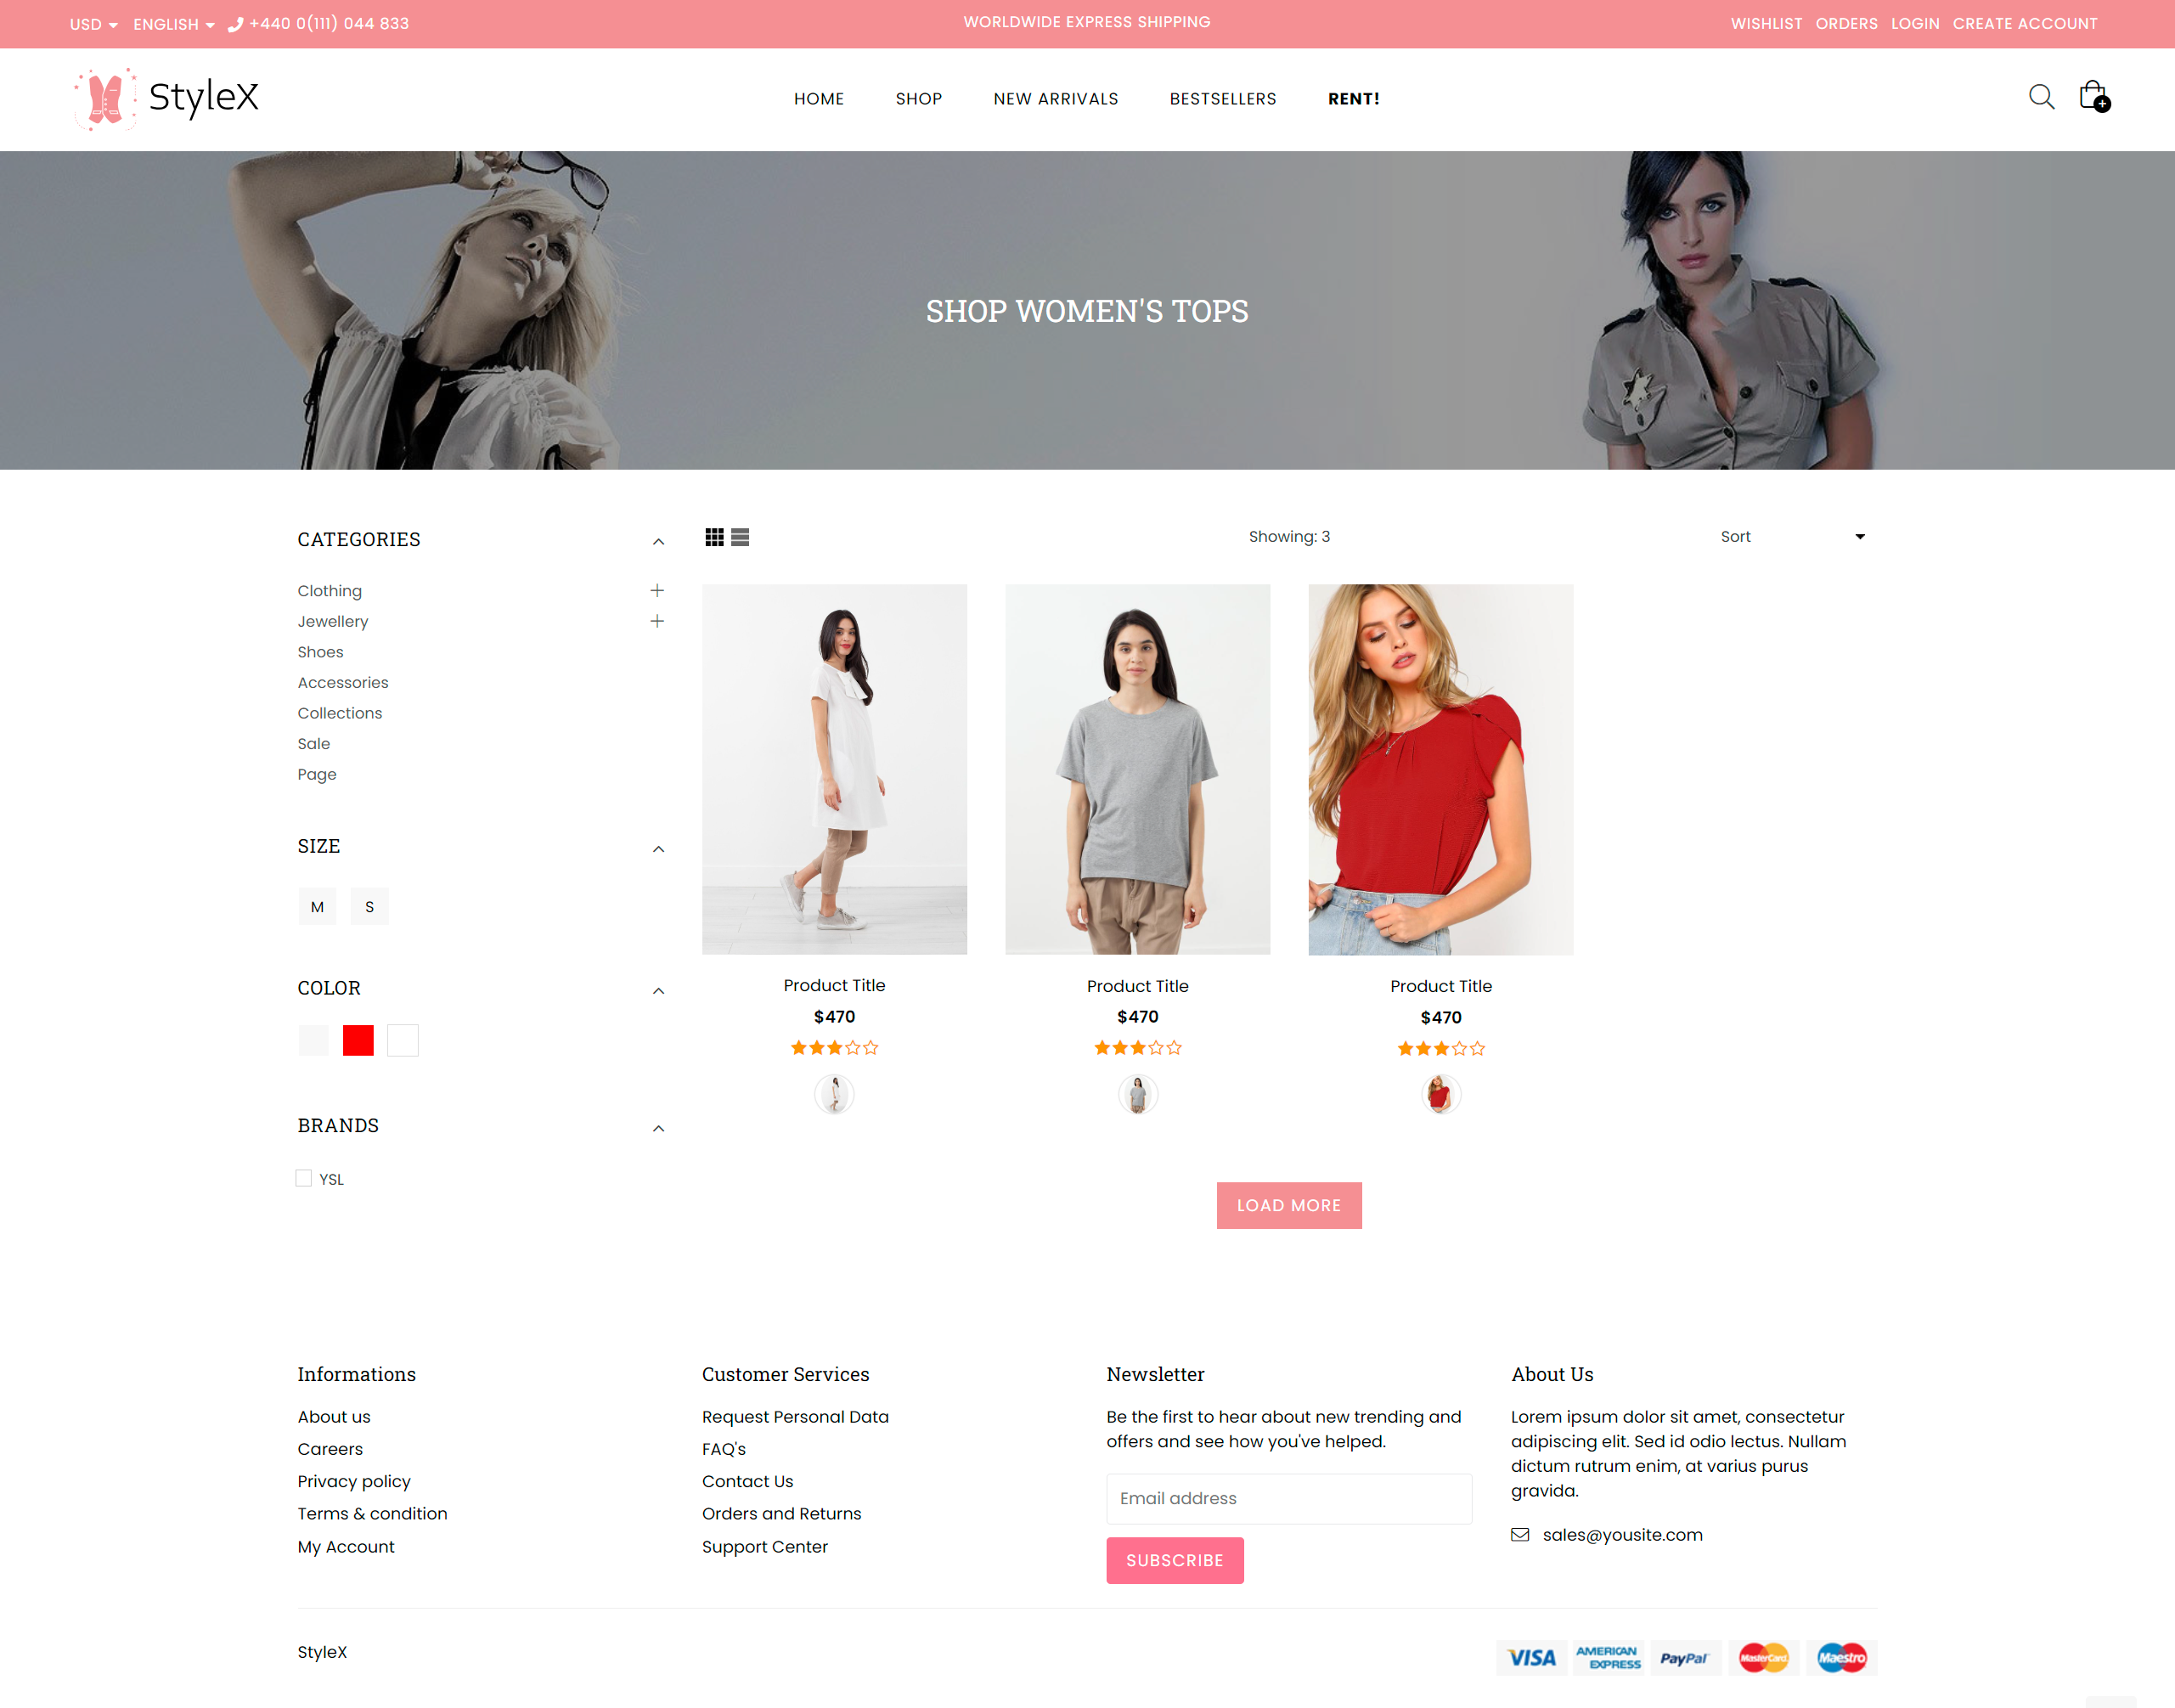 USD ENGLISH +440 0(111) 044 833
WORLDWIDE EXPRESS SHIPPING
WISHLIST ORDERS LOGIN CREATE ACCOUNT
StyleX
HOME SHOP NEW ARRIVALS BESTSELLERS RENT!
SHOP WOMEN'S TOPS
CATEGORIES
Clothing
Jewellery
Shoes
Accessories
Collections
Sale
Page
SIZE
M S
COLOR
BRANDS
YSL
Showing: 3
Sort
Product Title
$470
Product Title
$470
Product Title
$470
LOAD MORE
Informations
About us
Careers
Privacy policy
Terms & condition
My Account
Customer Services
Request Personal Data
FAQ's
Contact Us
Orders and Returns
Support Center
Newsletter
Be the first to hear about new trending and
offers and see how you've helped.
Email address
SUBSCRIBE
About Us
Lorem ipsum dolor sit amet, consectetur
adipiscing elit. Sed id odio lectus. Nullam
dictum rutrum enim, at varius purus
gravida.
sales@yousite.com
StyleX
VISA
AMERICAN
EXPRESS
PayPal
MasterCard
Maestro